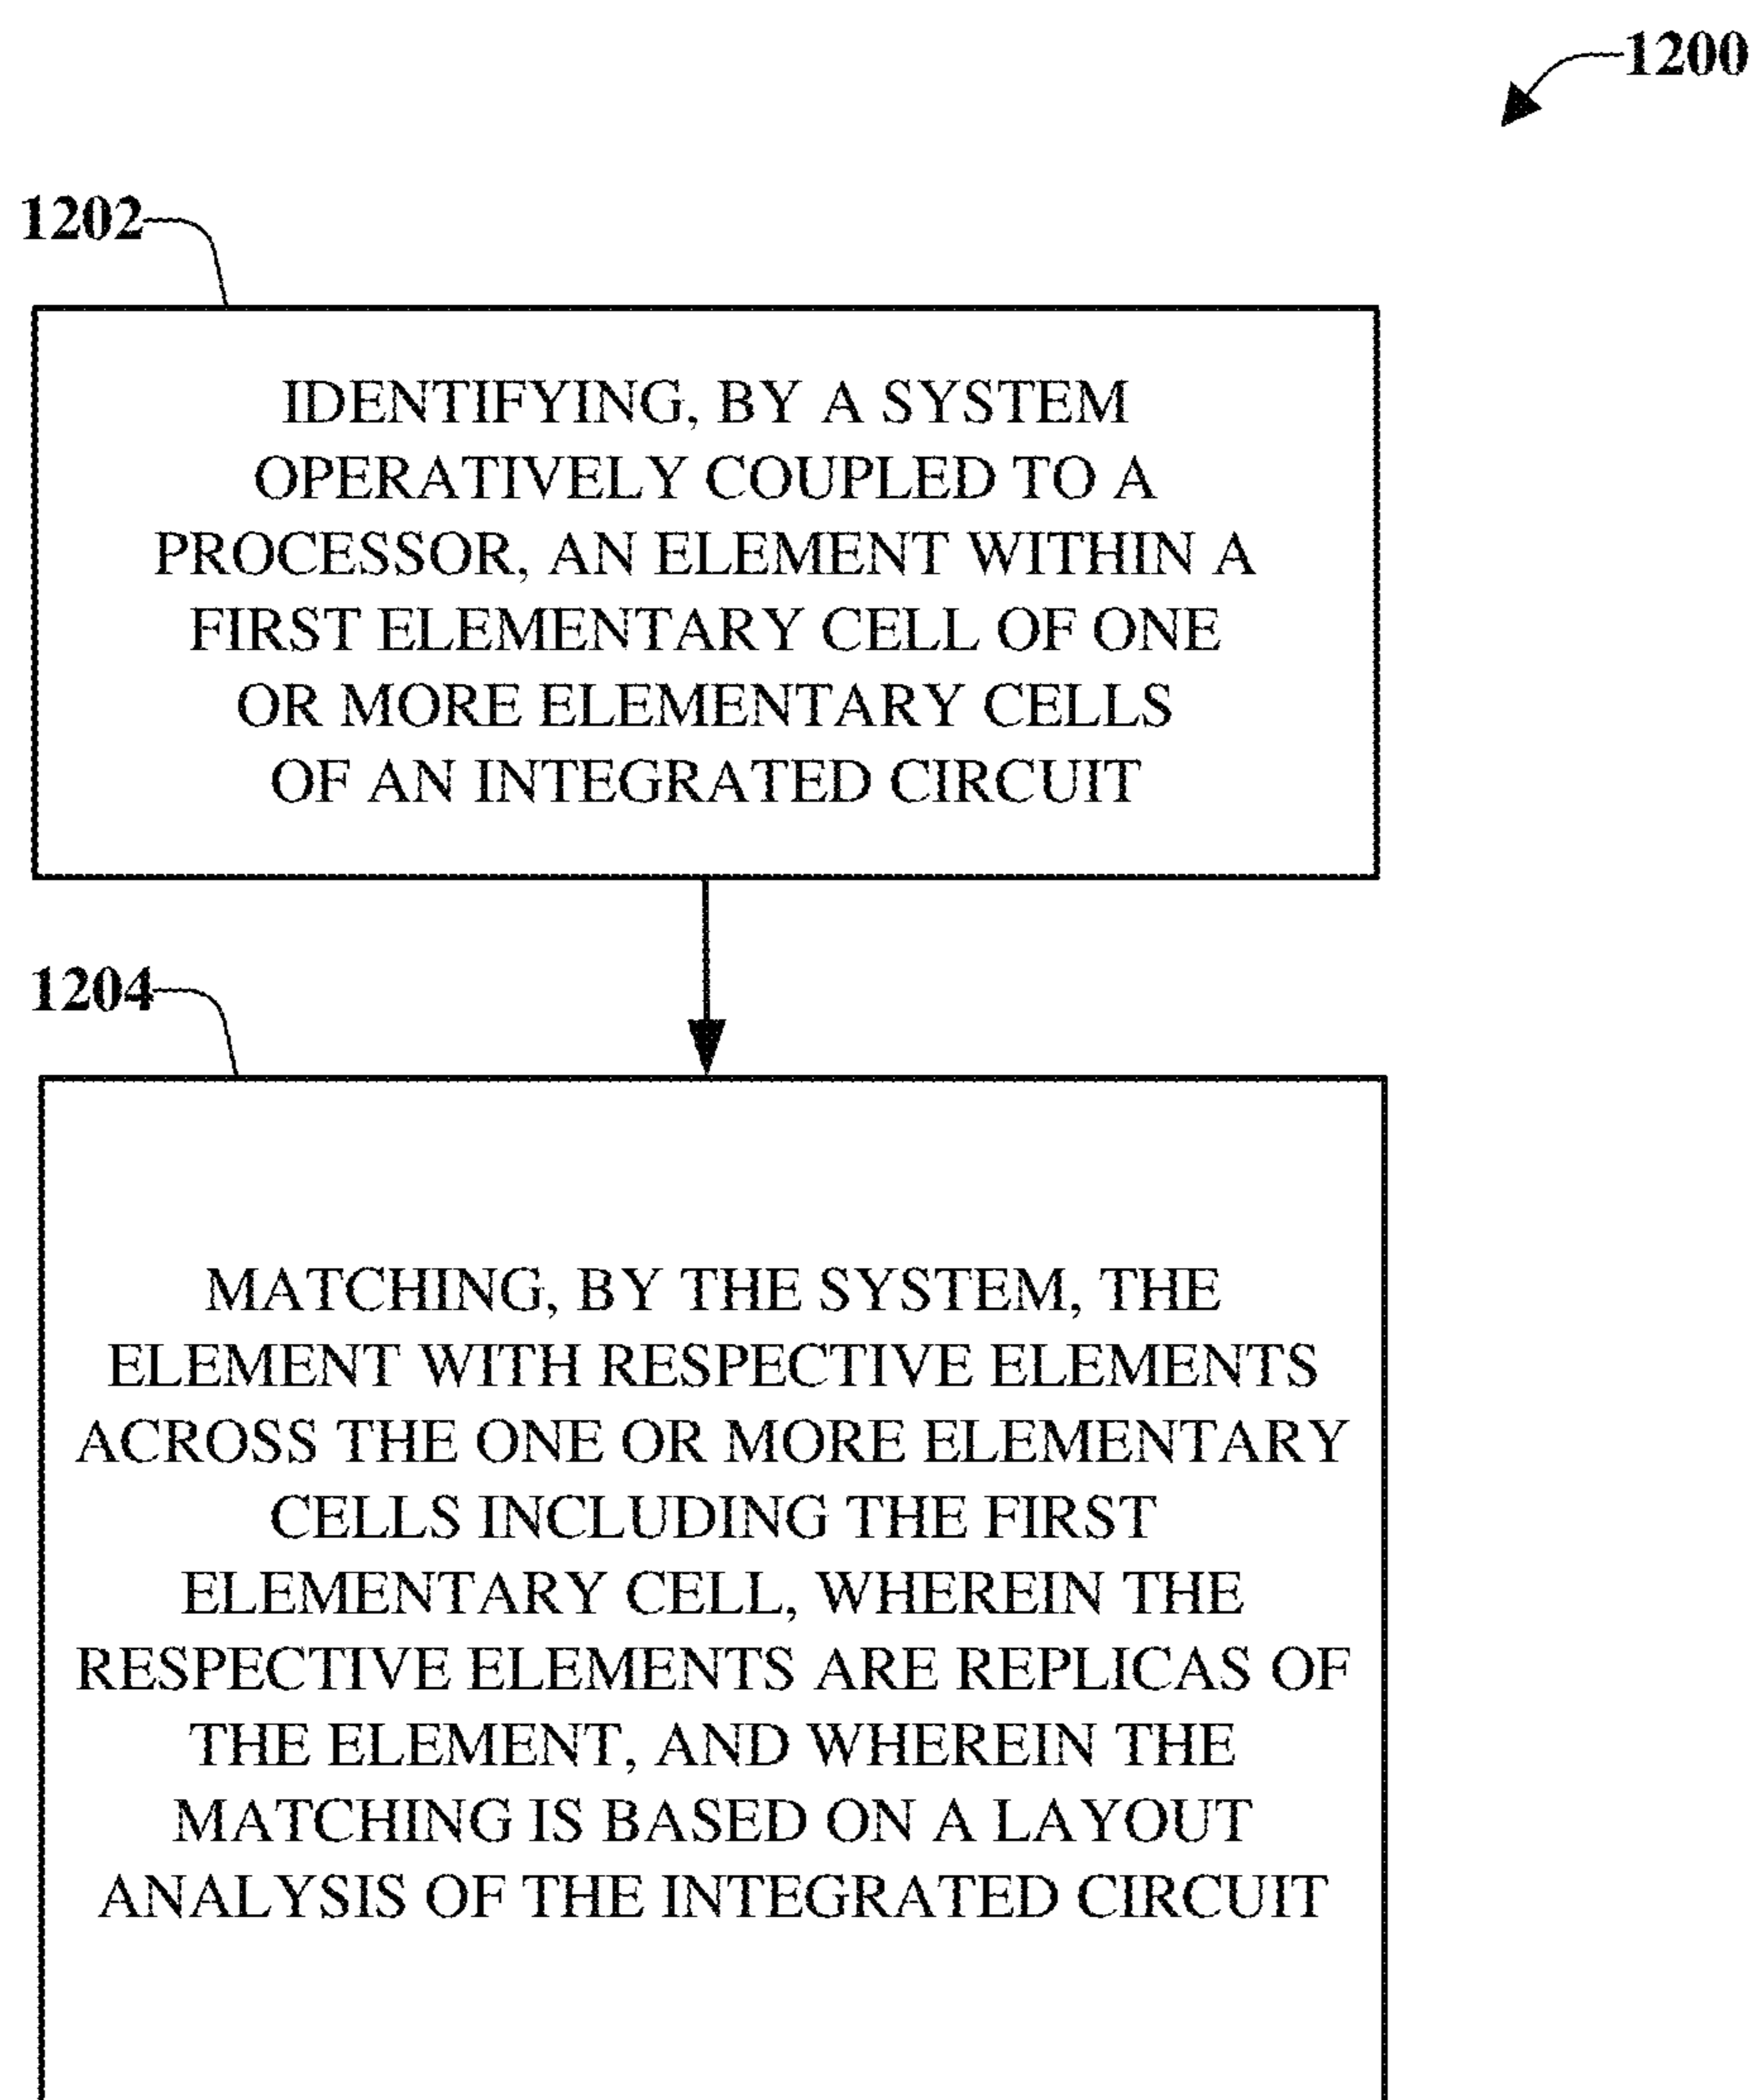 1200
1202
IDENTIFYING, BY A SYSTEM
OPERATIVELY COUPLED TO A
PROCESSOR, AN ELEMENT WITHIN A
FIRST ELEMENTARY CELL OF ONE
OR MORE ELEMENTARY CELLS
OF AN INTEGRATED CIRCUIT
1204
MATCHING, BY THE SYSTEM, THE
ELEMENT WITH RESPECTIVE ELEMENTS
ACROSS THE ONE OR MORE ELEMENTARY
CELLS INCLUDING THE FIRST
ELEMENTARY CELL, WHEREIN THE
RESPECTIVE ELEMENTS ARE REPLICAS OF
THE ELEMENT, AND WHEREIN THE
MATCHING IS BASED ON A LAYOUT
ANALYSIS OF THE INTEGRATED CIRCUIT